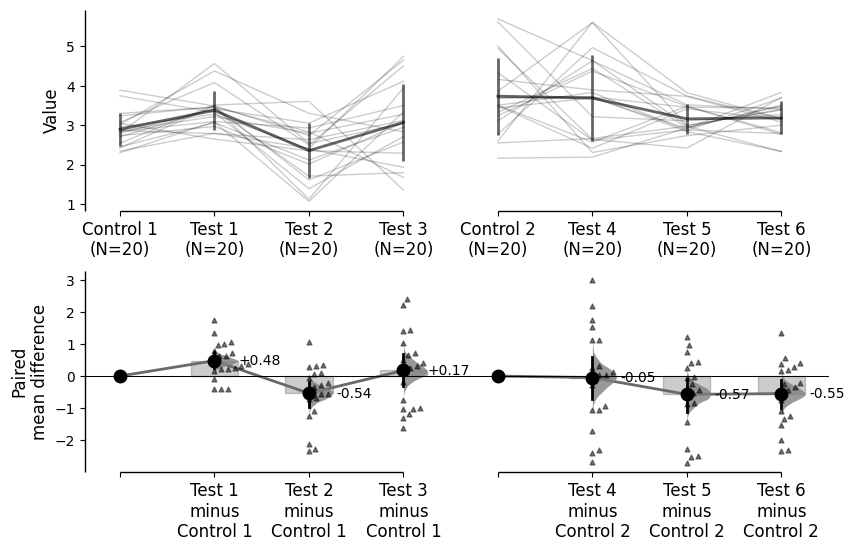 Value
5
4
3
2
1
Control 1 Test 1 Test 2 Test 3 Control 2 Test 4 Test 5 Test 6
(N=20) (N=20) (N=20) (N=20) (N=20) (N=20) (N=20) (N=20)
Paired
mean difference
3
2
1
0
−1
−2
+0.48
-0.54
+0.17
-0.05
-0.57
-0.55
Test 1 Test 2 Test 3 Test 4 Test 5 Test 6
minus minus minus minus minus minus
Control 1 Control 1 Control 1 Control 2 Control 2 Control 2